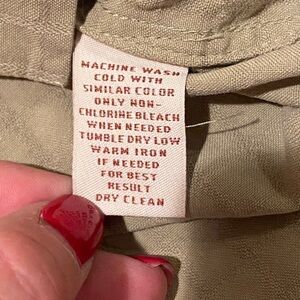 MACHINE WASH
COLD WITH
SIMILAR COLOR
ONLY NON-
CHLORINE BLEACH
WHEN NEEDED
TUMBLE DRY LOW
WARM IRON
IF NEEDED
FOR BEST
RESULT
DRY CLEAN